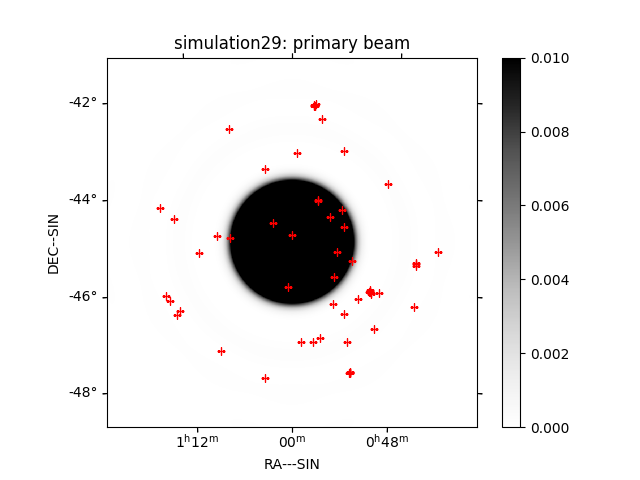 simulation29: primary beam
0.010
-42°
0.008
-44°
0.006
DEC---SIN
0.004
-46°
0.002
-48°
0.000
1ʰ12ᵐ 00ᵐ 0ʰ48ᵐ
RA---SIN